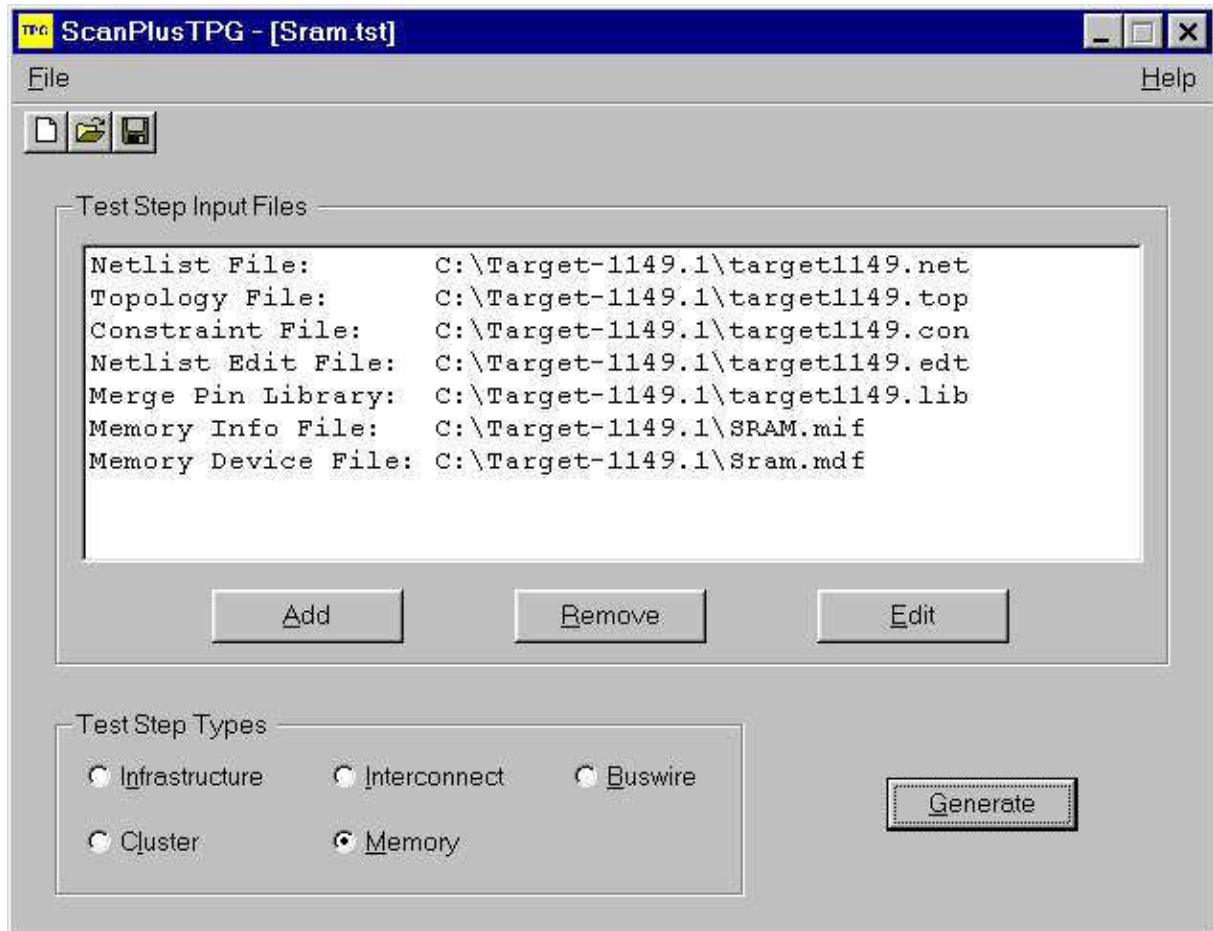 TPG ScanPlusTPG - [Sram.tst]
File Help
Test Step Input Files
Netlist File: C:\Target-1149.1\target1149.net
Topology File: C:\Target-1149.1\target1149.top
Constraint File: C:\Target-1149.1\target1149.con
Netlist Edit File: C:\Target-1149.1\target1149.edt
Merge Pin Library: C:\Target-1149.1\target1149.lib
Memory Info File: C:\Target-1149.1\SRAM.mif
Memory Device File: C:\Target-1149.1\Sram.mdf
Add Remove Edit
Test Step Types
Infrastructure Interconnect Buswire
Generate
Cluster Memory